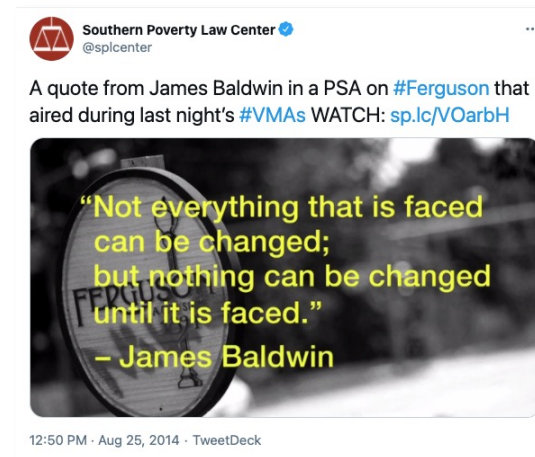 Southern Poverty Law Center
@splcenter
A quote from James Baldwin in a PSA on #Ferguson that
aired during last night's #VMAs WATCH: sp.lc/VOarbH
“Not everything that is faced
can be changed;
but nothing can be changed
FERGUS
until it is faced.”
– James Baldwin
12:50 PM · Aug 25, 2014 · TweetDeck